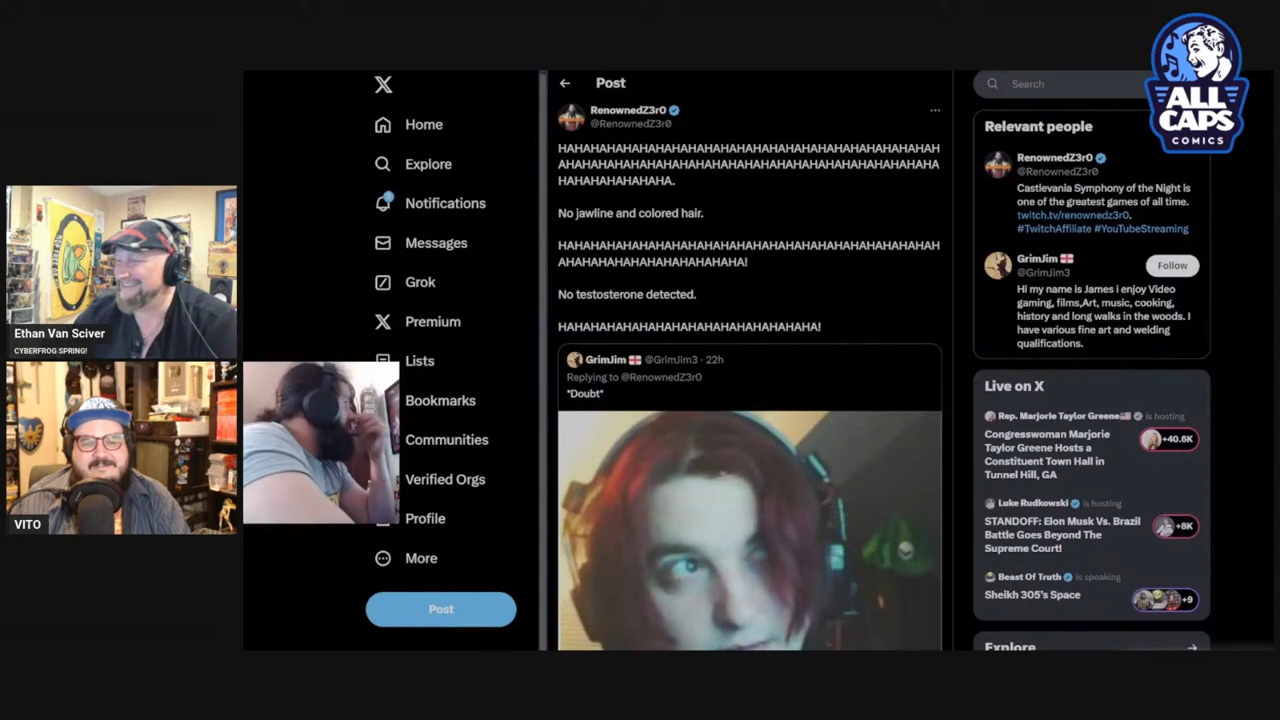 ALL
CAPS
COMICS
X
Home
Explore
Notifications
Messages
Grok
Premium
Lists
Bookmarks
Communities
Verified Orgs
Profile
More
Post
Post
RenownedZ3r0
@RenownedZ3r0
HAHAHAHAHAHAHAHAHAHAHAHAHAHAHAHAHAHAHAHAHAH
AHAHAHAHAHAHAHAHAHAHAHAHAHAHAHAHAHAHAHAHAHA
HAHAHAHAHAHAHA.
No jawline and colored hair.
HAHAHAHAHAHAHAHAHAHAHAHAHAHAHAHAHAHAHAHAHAH
AHAHAHAHAHAHAHAHAHAHA!
No testosterone detected.
HAHAHAHAHAHAHAHAHAHAHAHAHAHAHA!
GrimJim @GrimJim3 · 22h
Replying to @RenownedZ3r0
*Doubt*
Search
Relevant people
RenownedZ3r0
@RenownedZ3r0
Castlevania Symphony of the Night is
one of the greatest games of all time.
twitch.tv/renownedz3r0.
#TwitchAffiliate #YouTubeStreaming
GrimJim
@GrimJim3
Follow
Hi my name is James i enjoy Video
gaming, films,Art, music, cooking,
history and long walks in the woods. I
have various fine art and welding
qualifications.
Live on X
Rep. Marjorie Taylor Greene is hosting
Congresswoman Marjorie
Taylor Greene Hosts a
Constituent Town Hall in
Tunnel Hill, GA
+40.6K
Luke Rudkowski is hosting
STANDOFF: Elon Musk Vs. Brazil
Battle Goes Beyond The
Supreme Court!
+8K
Beast Of Truth is speaking
Sheikh 305's Space
+9
Explore
Ethan Van Sciver
CYBERFROG SPRING!
VITO